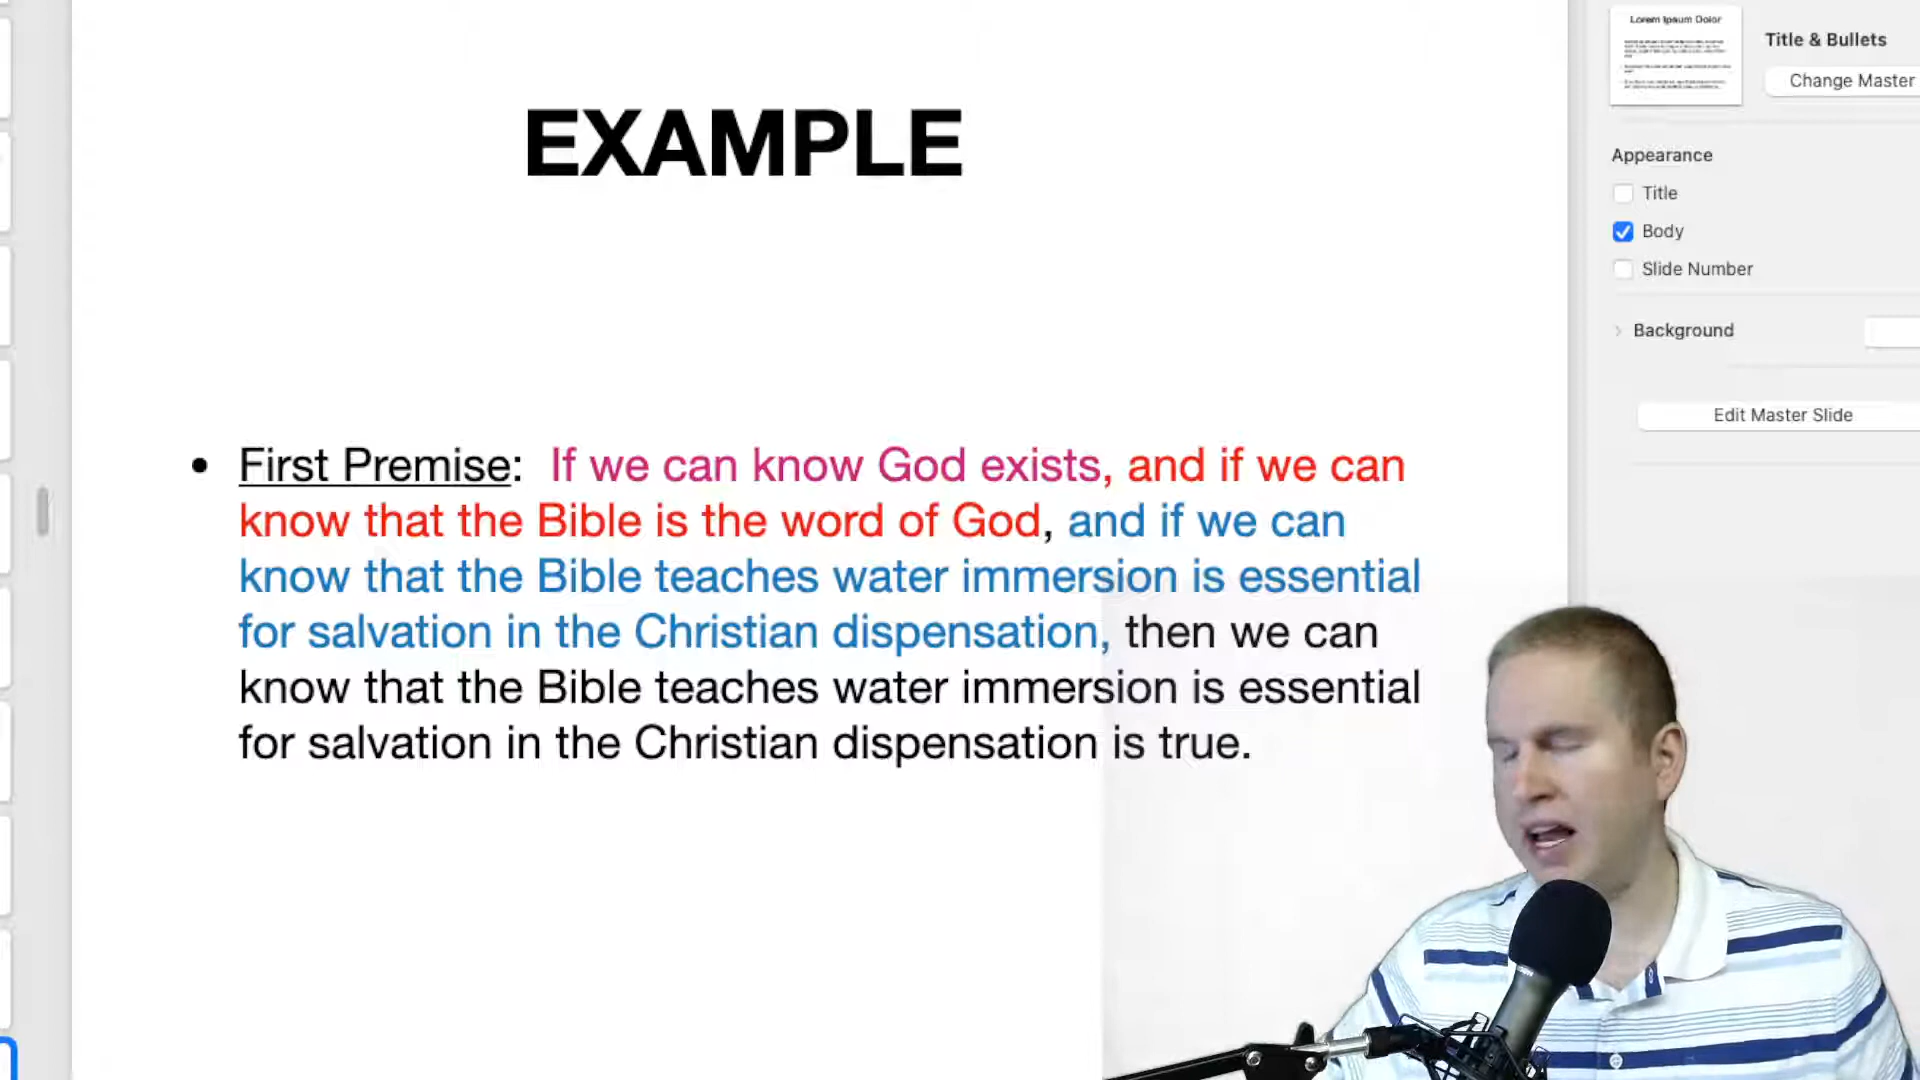 Lorem Ipsum Dolor
Title & Bullets
Change Master
EXAMPLE
Appearance
Title
Body
Slide Number
Background
Edit Master Slide
• First Premise: If we can know God exists, and if we can
know that the Bible is the word of God, and if we can
know that the Bible teaches water immersion is essential
for salvation in the Christian dispensation, then we can
know that the Bible teaches water immersion is essential
for salvation in the Christian dispensation is true.